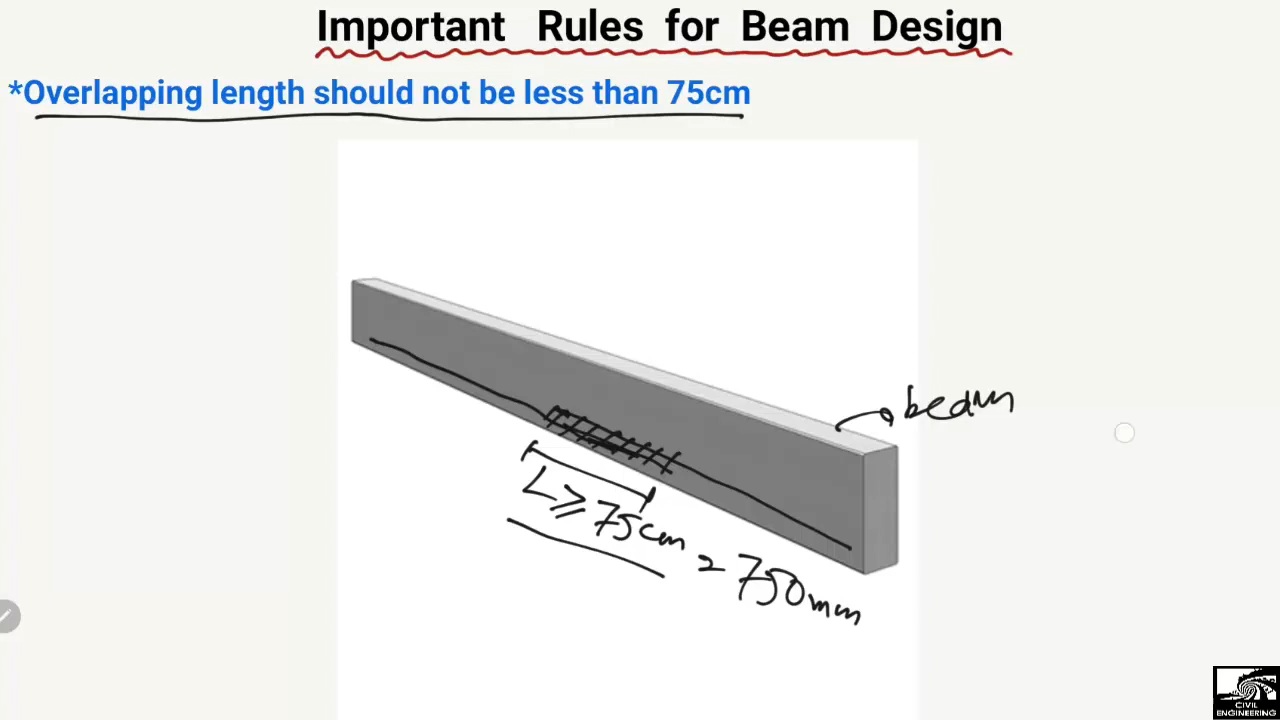 Important Rules for Beam Design
*Overlapping length should not be less than 75cm
beam
L ≥ 75cm
= 750mm
CIVIL
ENGINEERING